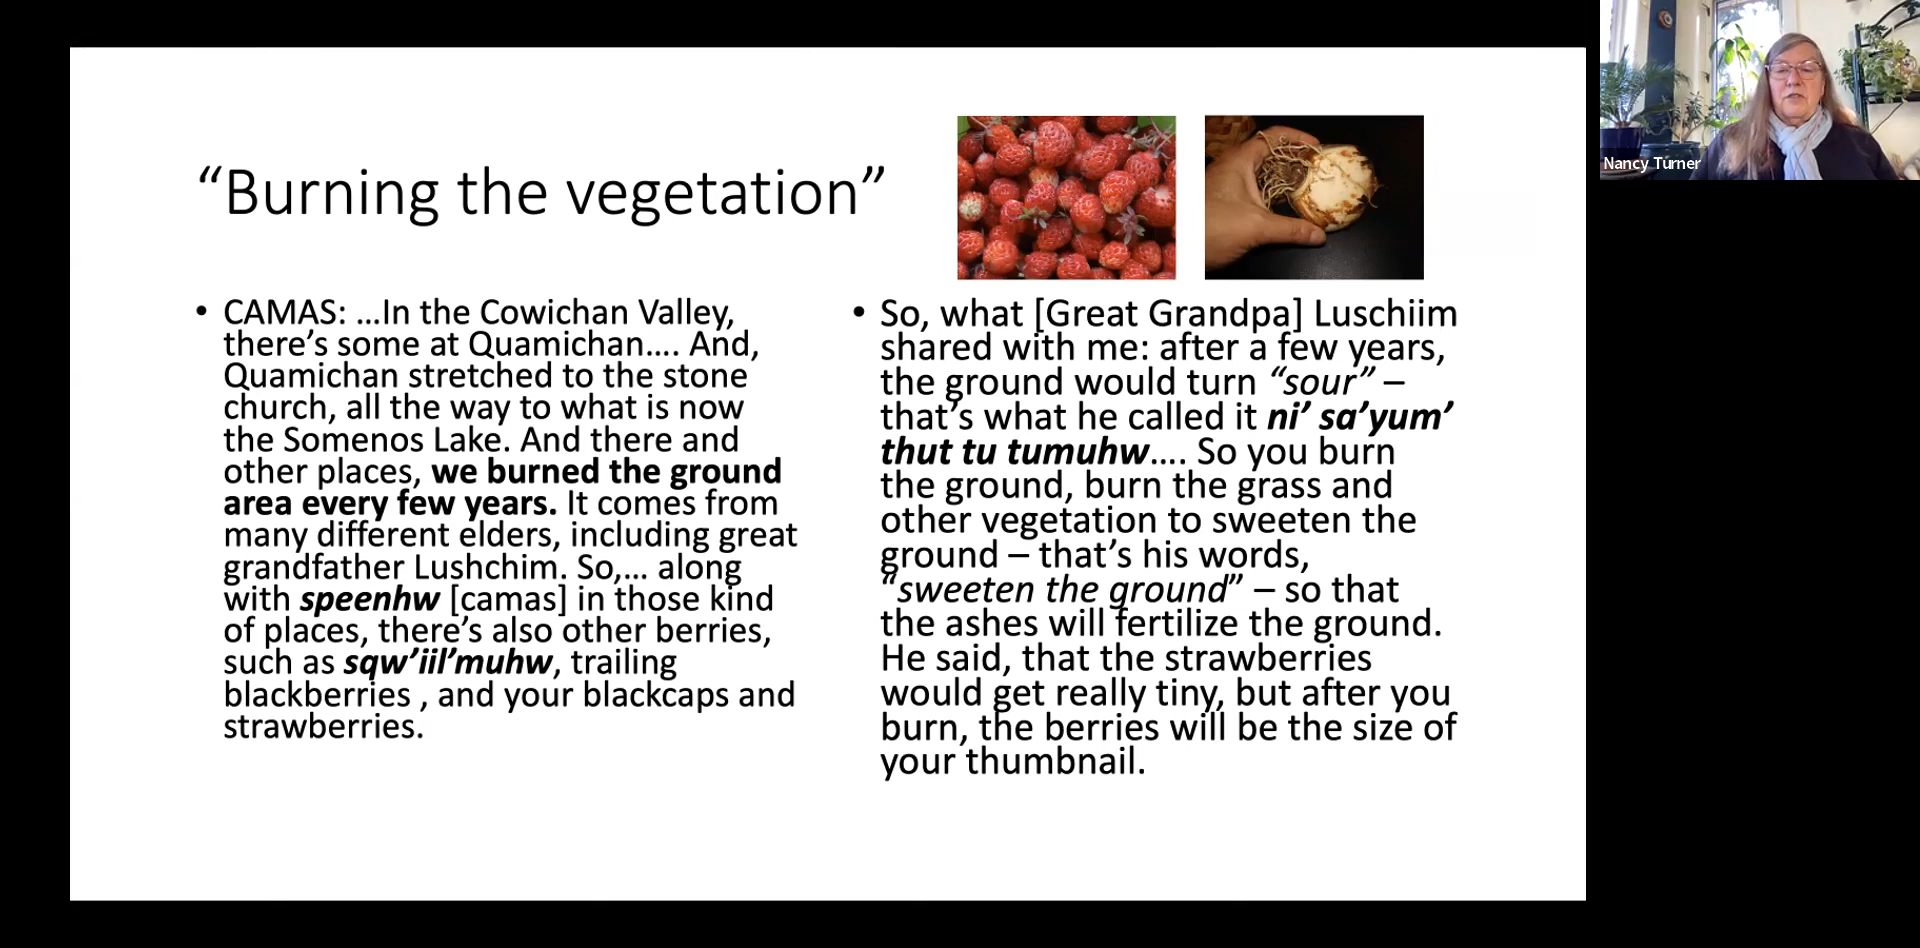 “Burning the vegetation”
• CAMAS: …In the Cowichan Valley,
there’s some at Quamichan…. And,
Quamichan stretched to the stone
church, all the way to what is now
the Somenos Lake. And there and
other places, we burned the ground
area every few years. It comes from
many different elders, including great
grandfather Lushchim. So,… along
with speenhw [camas] in those kind
of places, there’s also other berries,
such as sqw’iil’muhw, trailing
blackberries , and your blackcaps and
strawberries.
• So, what [Great Grandpa] Luschiim
shared with me: after a few years,
the ground would turn “sour” –
that’s what he called it ni’ sa’yum’
thut tu tumuhw…. So you burn
the ground, burn the grass and
other vegetation to sweeten the
ground – that’s his words,
“sweeten the ground” – so that
the ashes will fertilize the ground.
He said, that the strawberries
would get really tiny, but after you
burn, the berries will be the size of
your thumbnail.
Nancy Turner